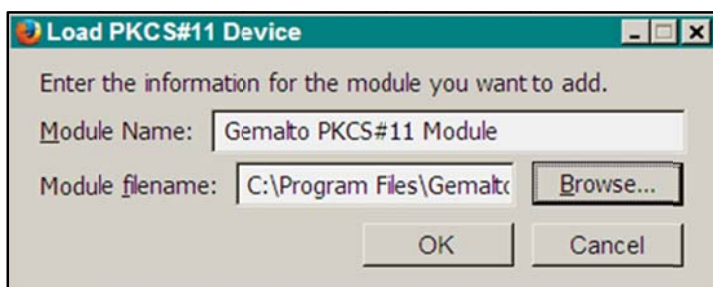 Load PKCS#11 Device
Enter the information for the module you want to add.
Module Name: Gemalto PKCS#11 Module
Module filename: C:\Program Files\Gemaltc Browse...
OK Cancel